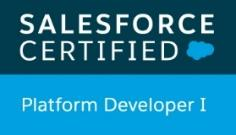 SALESFORCE
CERTIFIED
Platform Developer I